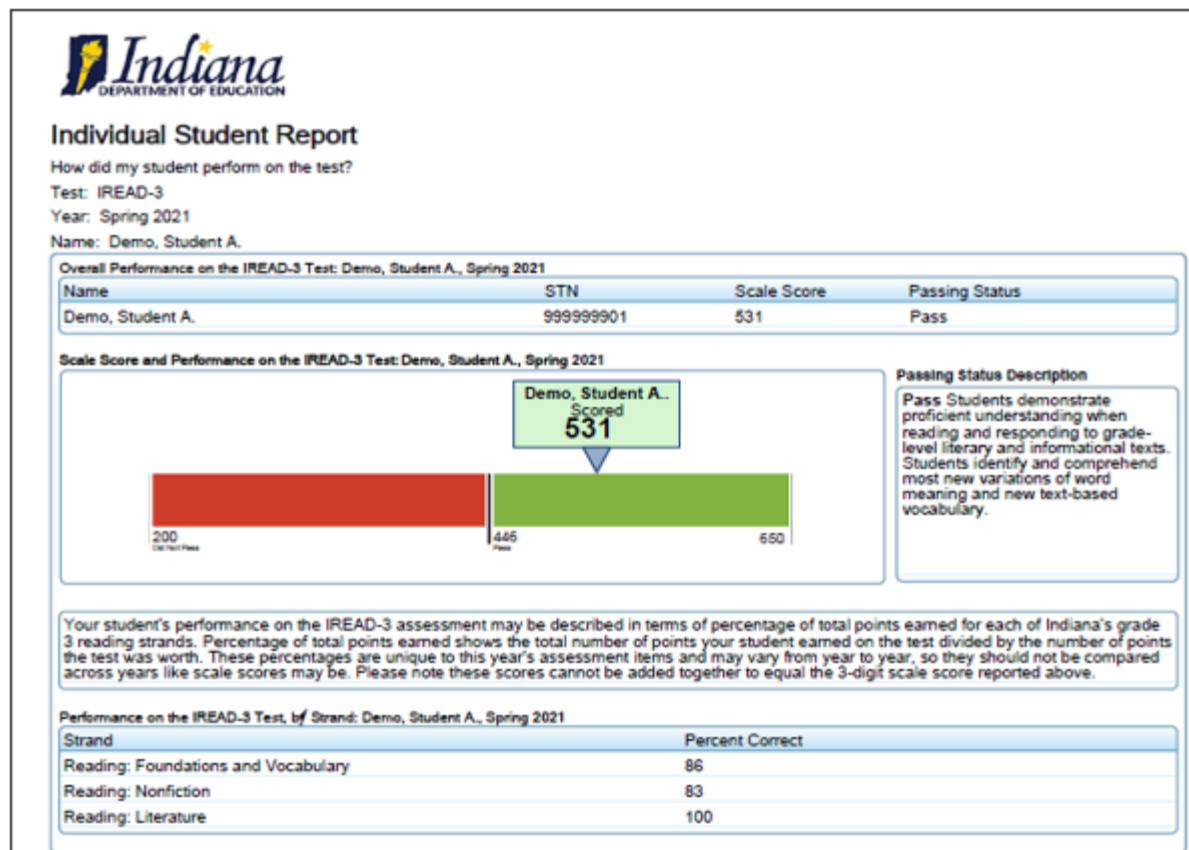 Indiana
DEPARTMENT OF EDUCATION
Individual Student Report
How did my student perform on the test?
Test: IREAD-3
Year: Spring 2021
Name: Demo, Student A.
Overall Performance on the IREAD-3 Test: Demo, Student A., Spring 2021
Name STN Scale Score Passing Status
Demo, Student A. 999999901 531 Pass
Scale Score and Performance on the IREAD-3 Test: Demo, Student A., Spring 2021
Demo, Student A..
Scored
531
200 446 650
Did Not Pass Pass
Passing Status Description
Pass Students demonstrate
proficient understanding when
reading and responding to grade-
level literary and informational texts.
Students identify and comprehend
most new variations of word
meaning and new text-based
vocabulary.
Your student's performance on the IREAD-3 assessment may be described in terms of percentage of total points earned for each of Indiana's grade
3 reading strands. Percentage of total points earned shows the total number of points your student earned on the test divided by the number of points
the test was worth. These percentages are unique to this year's assessment items and may vary from year to year, so they should not be compared
across years like scale scores may be. Please note these scores cannot be added together to equal the 3-digit scale score reported above.
Performance on the IREAD-3 Test, by Strand: Demo, Student A., Spring 2021
Strand Percent Correct
Reading: Foundations and Vocabulary 86
Reading: Nonfiction 83
Reading: Literature 100